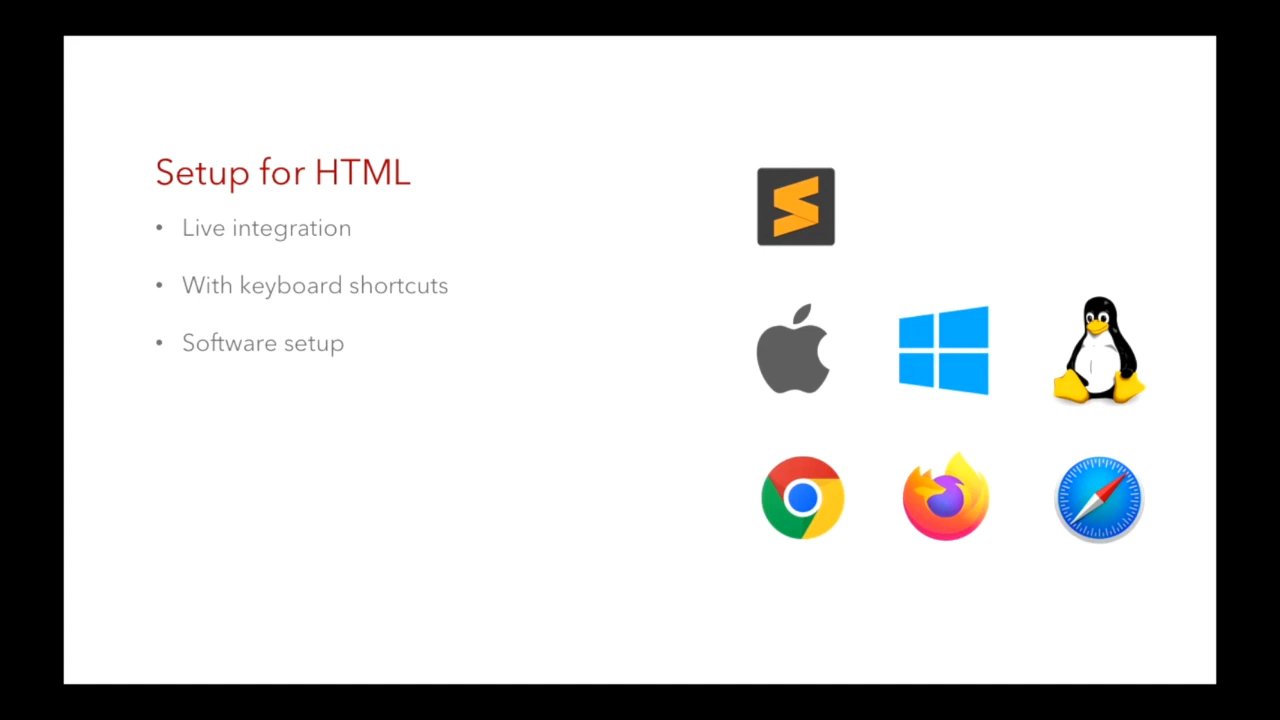 Setup for HTML
• Live integration
• With keyboard shortcuts
• Software setup